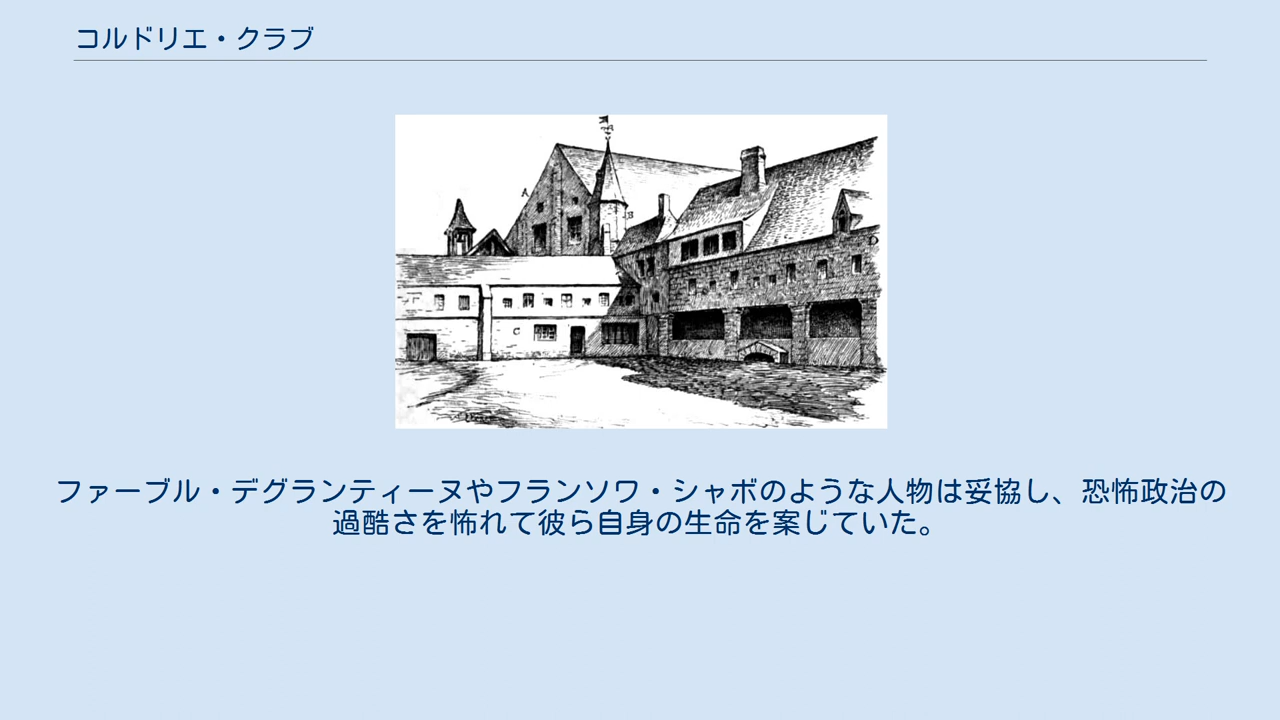 コルドリエ・クラブ
A
B
D
C
ファーブル・デグランティーヌやフランソワ・シャボのような人物は妥協し、恐怖政治の
過酷さを怖れて彼ら自身の生命を案じていた。